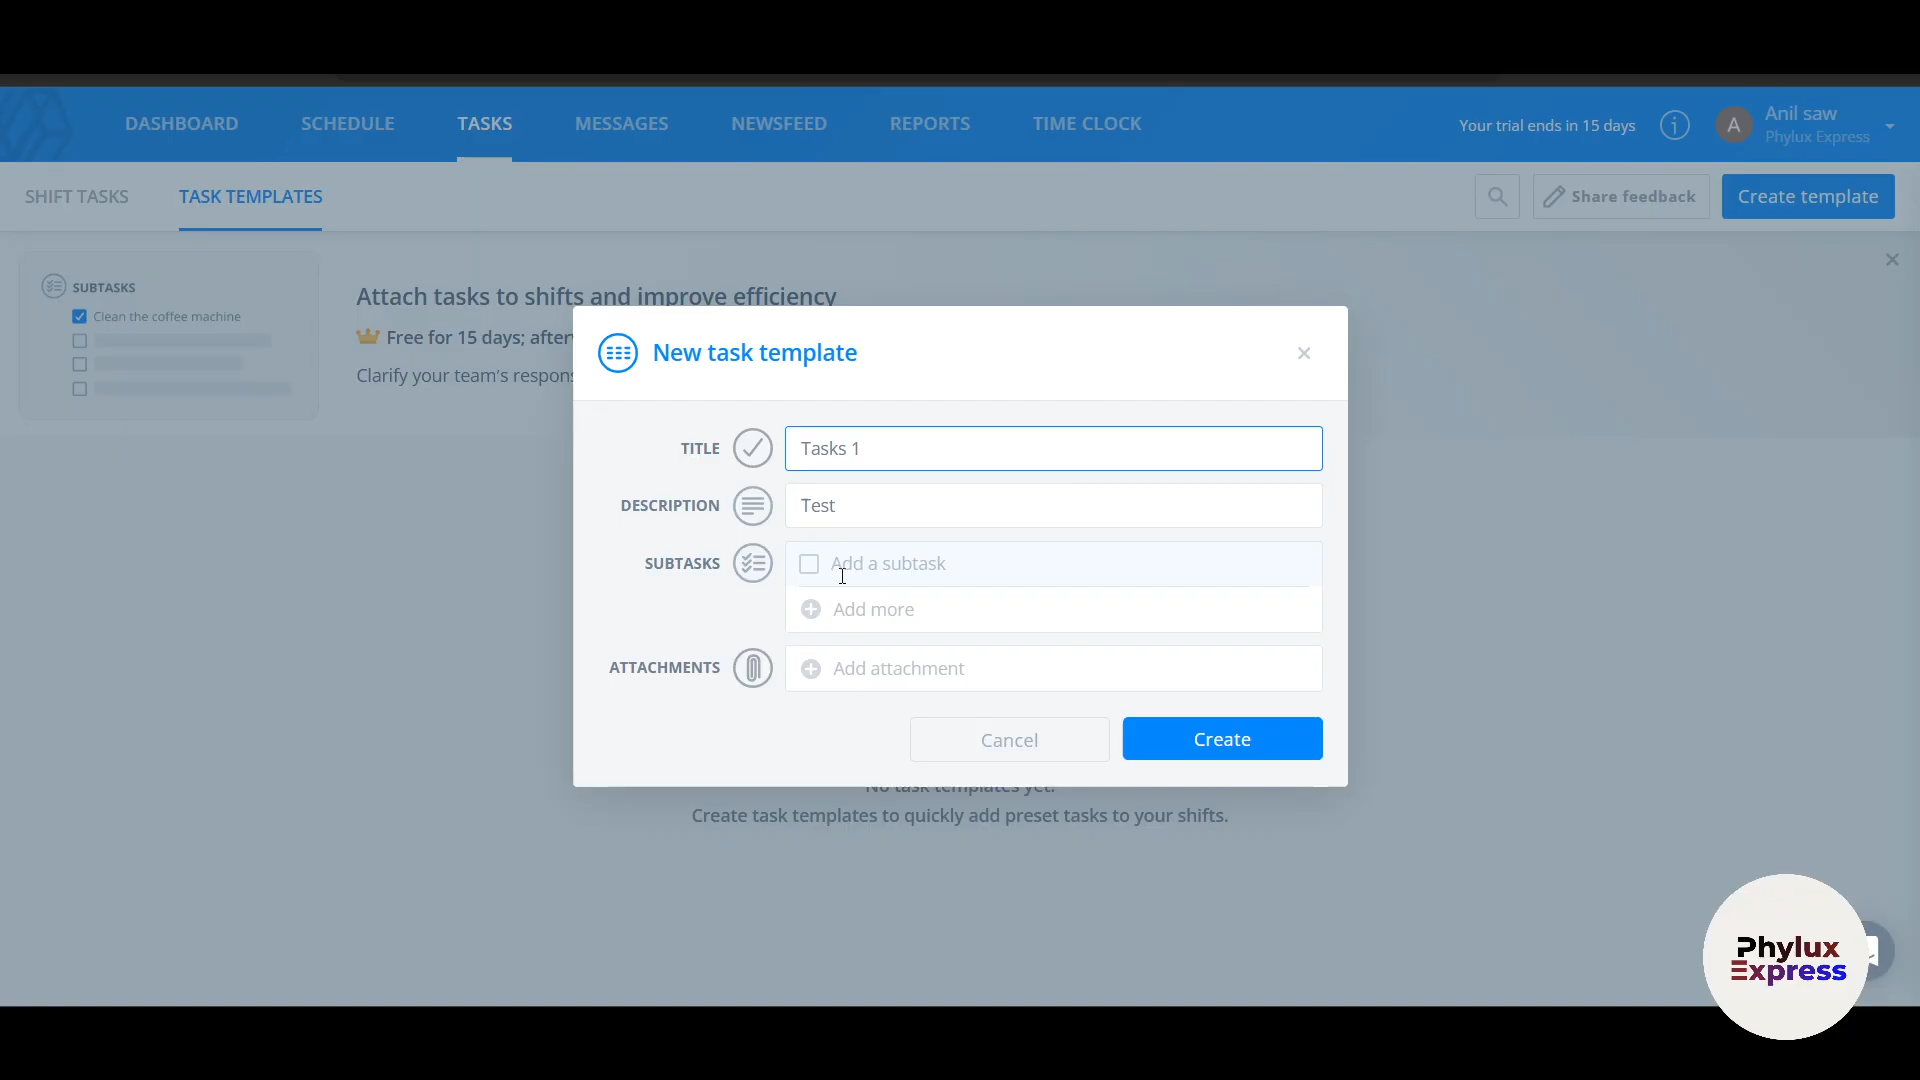 DASHBOARD
SCHEDULE
TASKS
MESSAGES
NEWSFEED
REPORTS
TIME CLOCK
Your trial ends in 15 days
A
Anil saw
Phylux Express
SHIFT TASKS
TASK TEMPLATES
Share feedback
Create template
SUBTASKS
Clean the coffee machine
Attach tasks to shifts and improve efficiency
Free for 15 days;
Clarify your team's
New task template
TITLE
Tasks 1
DESCRIPTION
Test
SUBTASKS
Add a subtask
Add more
ATTACHMENTS
Add attachment
Cancel
Create
No task templates yet.
Create task templates to quickly add preset tasks to your shifts.
Phylux
Express